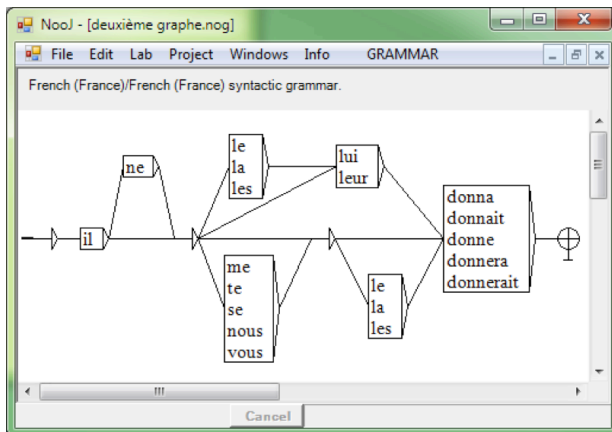 NooJ - [deuxième graphe.nog]
File Edit Lab Project Windows Info GRAMMAR
French (France)/French (France) syntactic grammar.
il
ne
le
la
les
lui
leur
me
te
se
nous
vous
le
la
les
donna
donnait
donne
donnera
donnerait
Cancel